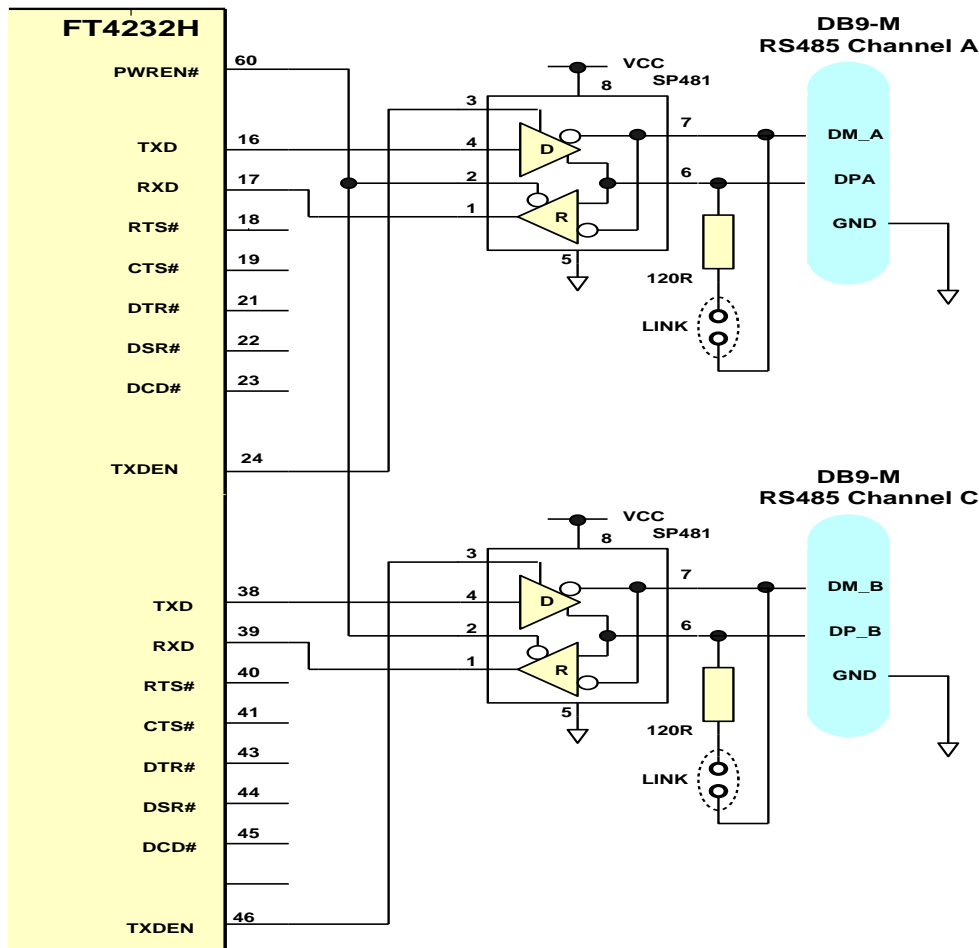 FT4232H
PWREN#
60
TXD
16
RXD
17
RTS#
18
CTS#
19
DTR#
21
DSR#
22
DCD#
23
TXDEN
24
VCC
SP481
8
3
4
2
1
5
D
R
7
6
120R
LINK
DB9-M
RS485 Channel A
DM_A
DPA
GND
TXD
38
RXD
39
RTS#
40
CTS#
41
DTR#
43
DSR#
44
DCD#
45
TXDEN
46
VCC
SP481
8
3
4
2
1
5
D
R
7
6
120R
LINK
DB9-M
RS485 Channel C
DM_B
DP_B
GND